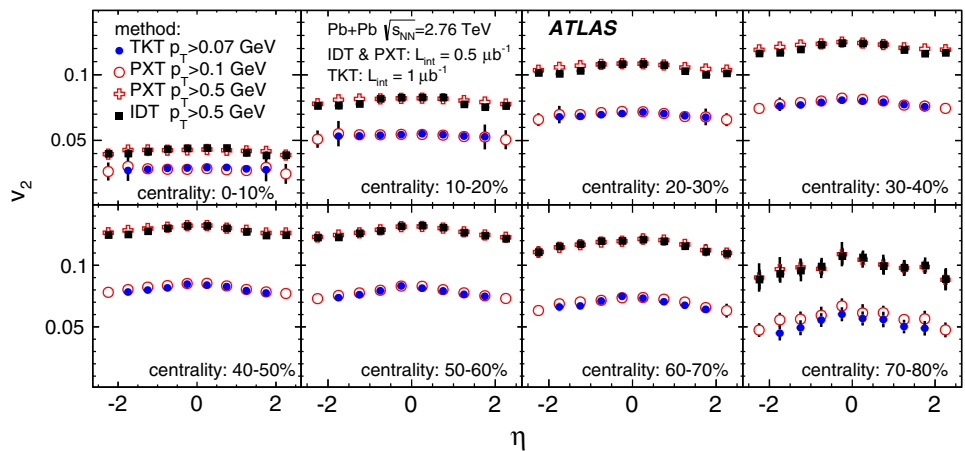 method:
TKT p_T>0.07 GeV
PXT p_T>0.1 GeV
PXT p_T>0.5 GeV
IDT p_T>0.5 GeV
Pb+Pb √s_NN=2.76 TeV
IDT & PXT: L_int = 0.5 μb⁻¹
TKT: L_int = 1 μb⁻¹
ATLAS
0.1
0.05
v_2
centrality: 0-10%
centrality: 10-20%
centrality: 20-30%
centrality: 30-40%
0.1
0.05
centrality: 40-50%
centrality: 50-60%
centrality: 60-70%
centrality: 70-80%
-2 0 2 -2 0 2 -2 0 2 -2 0 2
η η